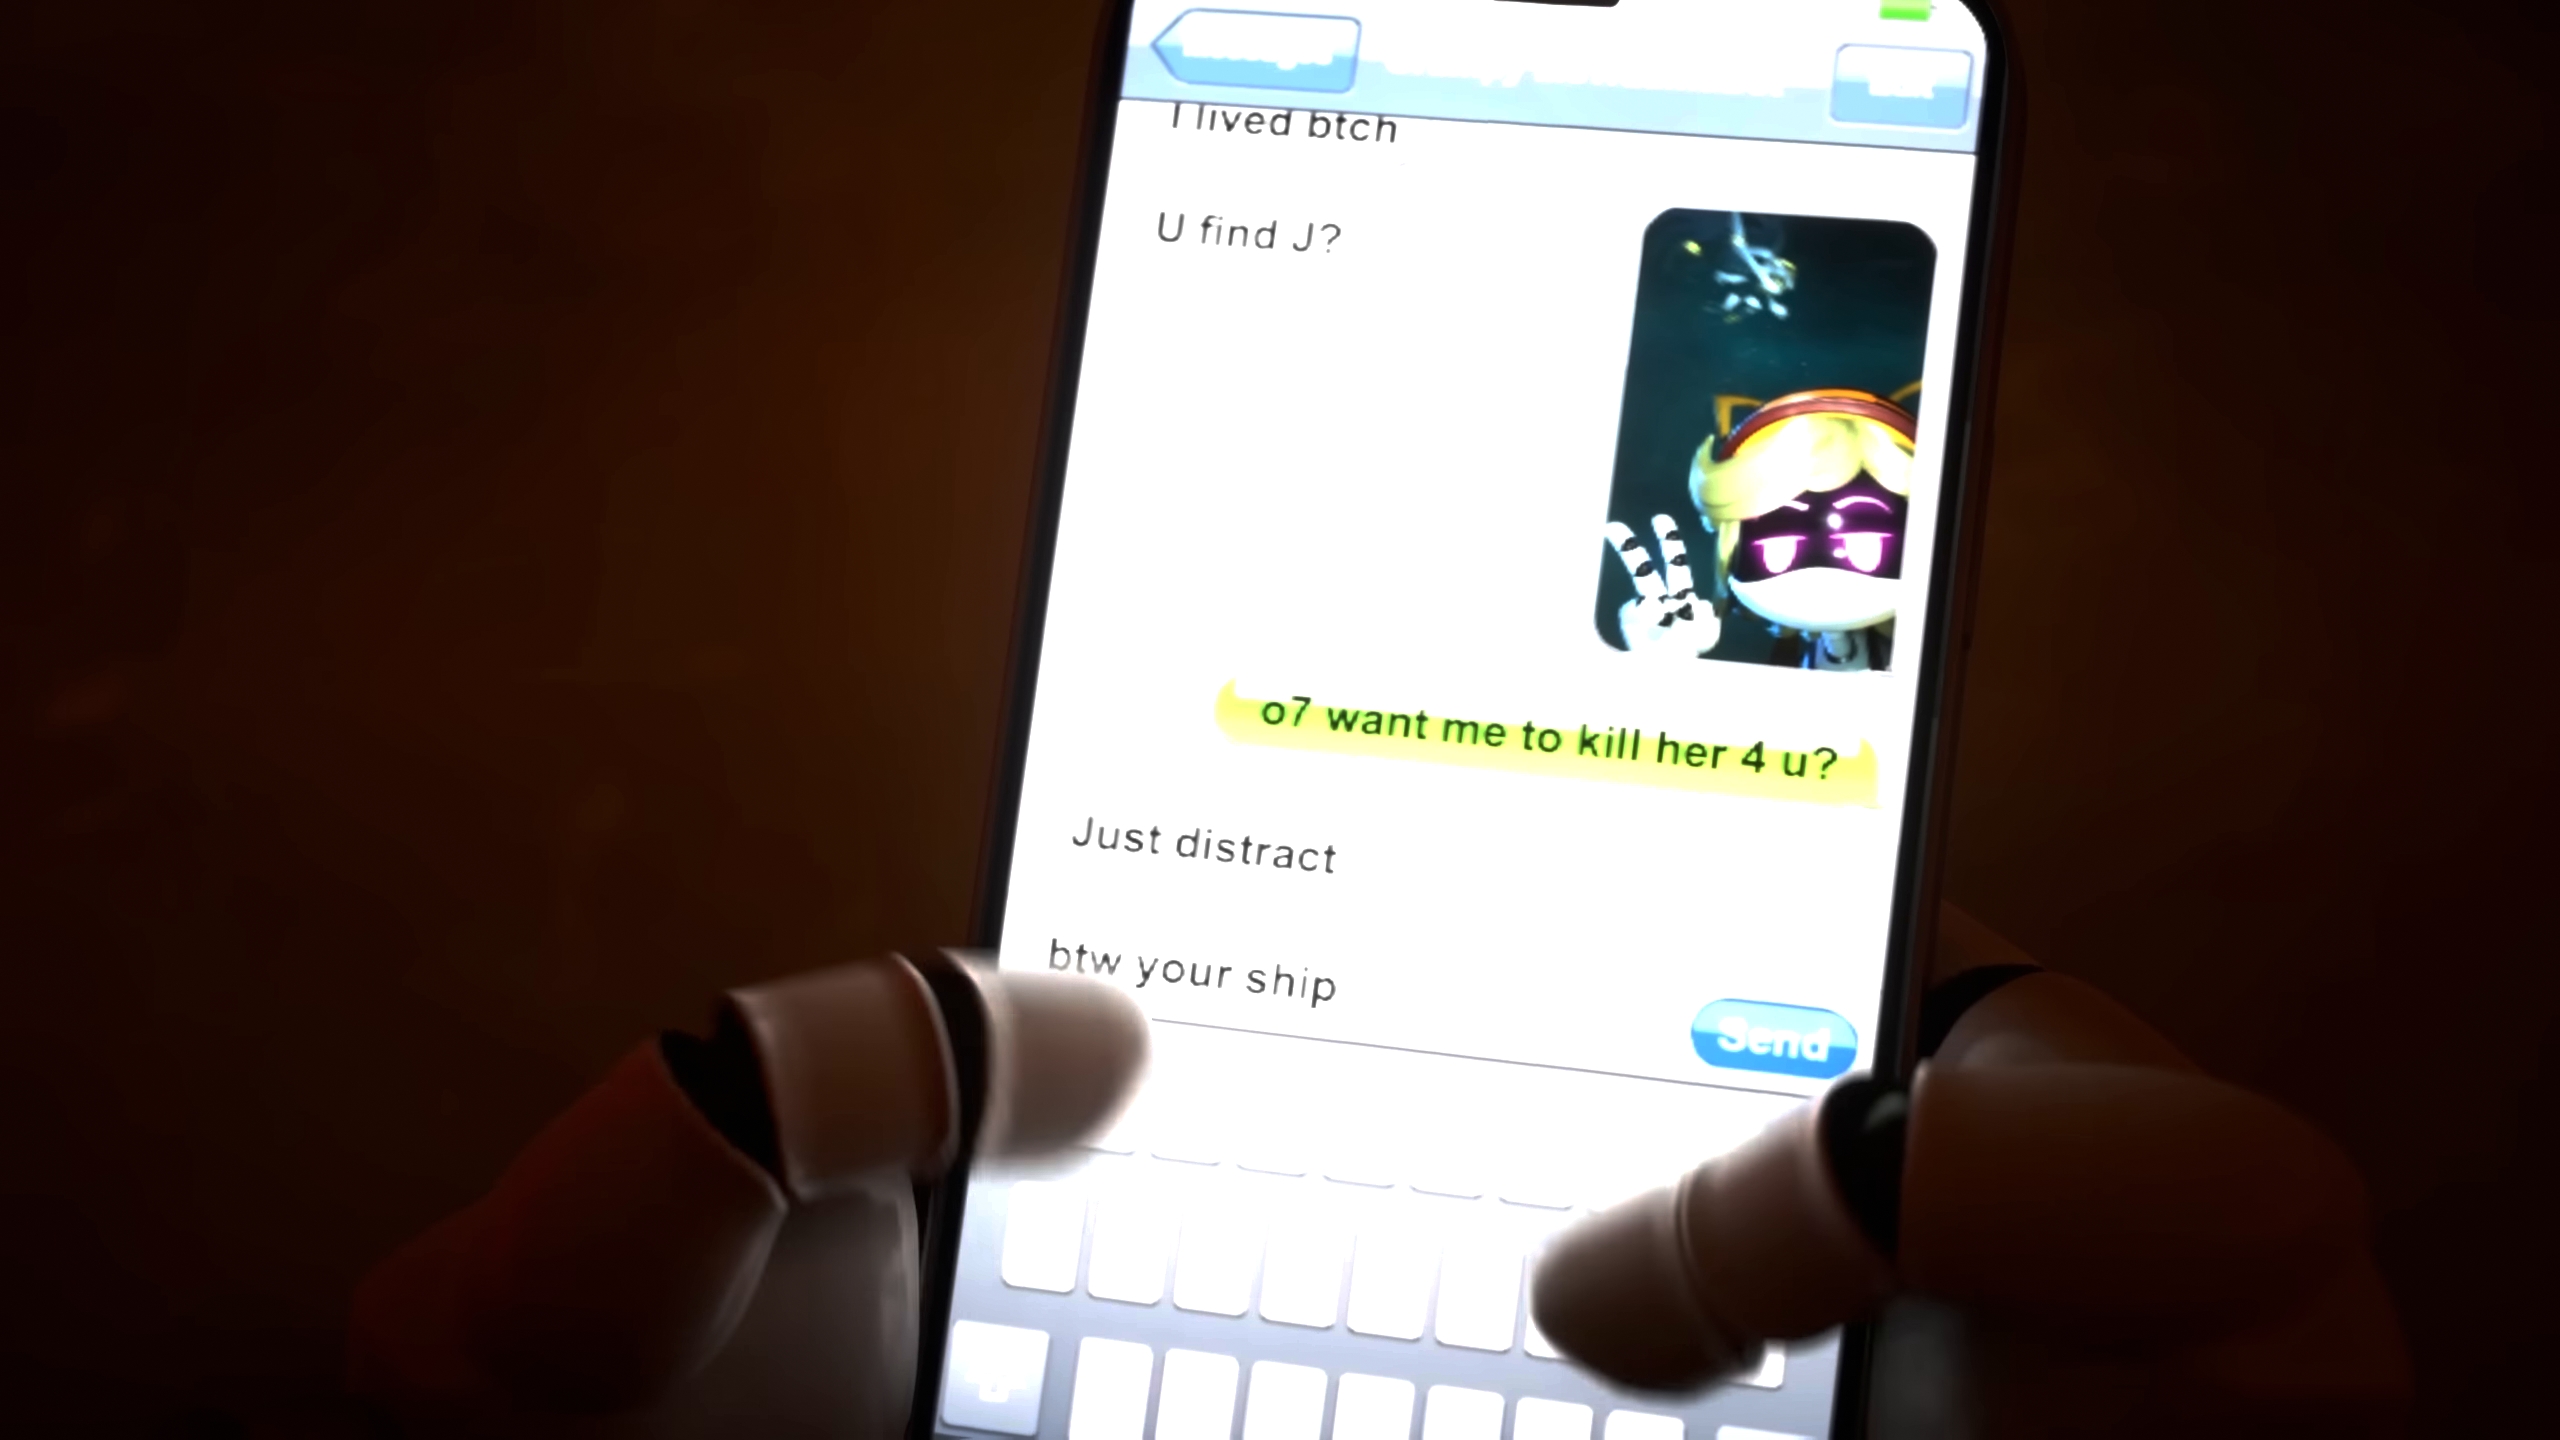 I lived btch
U find J?
o7 want me to kill her 4 u?
Just distract
btw your ship
Send